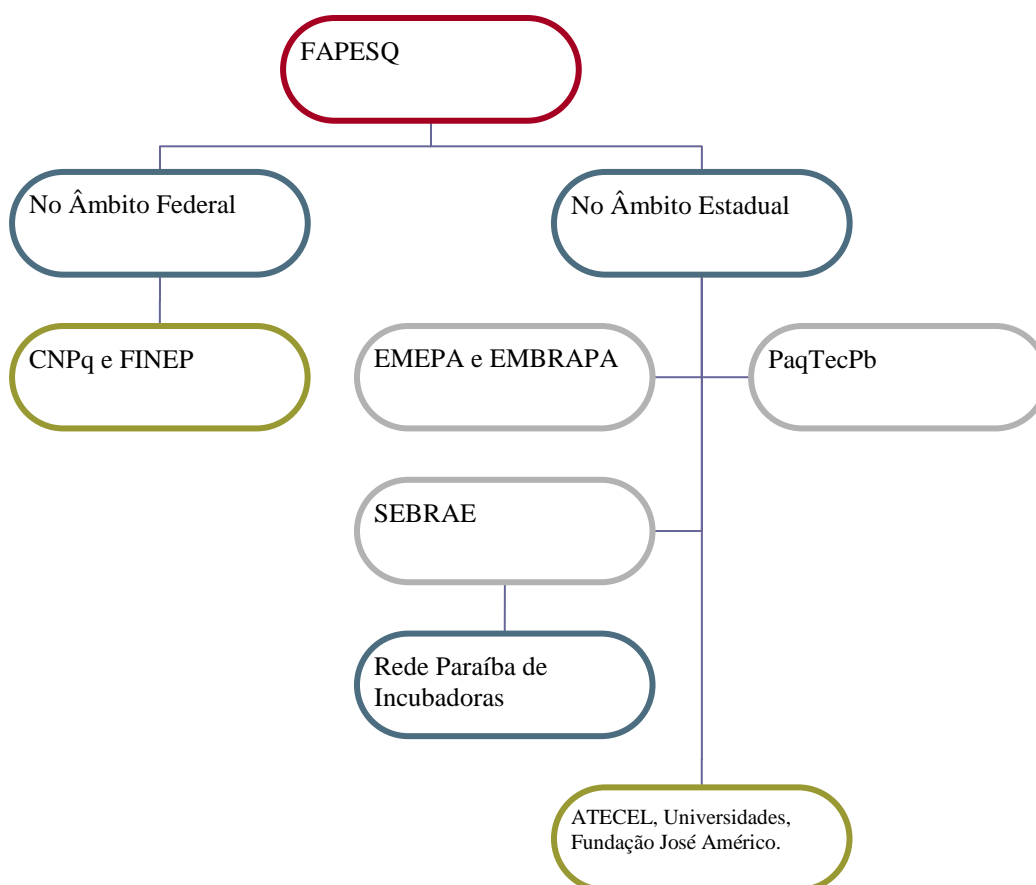 FAPESQ
No Âmbito Federal
No Âmbito Estadual
CNPq e FINEP
EMEPA e EMBRAPA
PaqTecPb
SEBRAE
Rede Paraíba de
Incubadoras
ATECEL, Universidades,
Fundação José Américo.